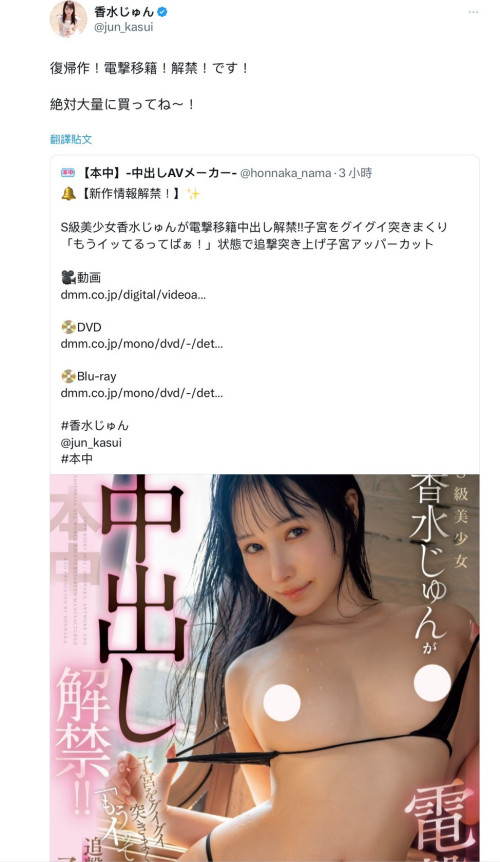 香水じゅん
@jun_kasui
復帰作！電撃移籍！解禁！です！
絶対大量に買ってね〜！
翻譯貼文
【本中】-中出しAVメーカー- @honnaka_nama · 3 小時
【新作情報解禁！】
S級美少女香水じゅんが電撃移籍中出し解禁!!子宮をグイグイ突きまくり
「もうイッてるってばぁ！」状態で追撃突き上げ子宮アッパーカット
動画
dmm.co.jp/digital/videoa...
DVD
dmm.co.jp/mono/dvd/-/det...
Blu-ray
dmm.co.jp/mono/dvd/-/det...
#香水じゅん
@jun_kasui
#本中
S級美少女
香水じゅんが
電
本中
中出し
解禁!!
子宮をグイグイ
突きまく
「もうイッて
追撃